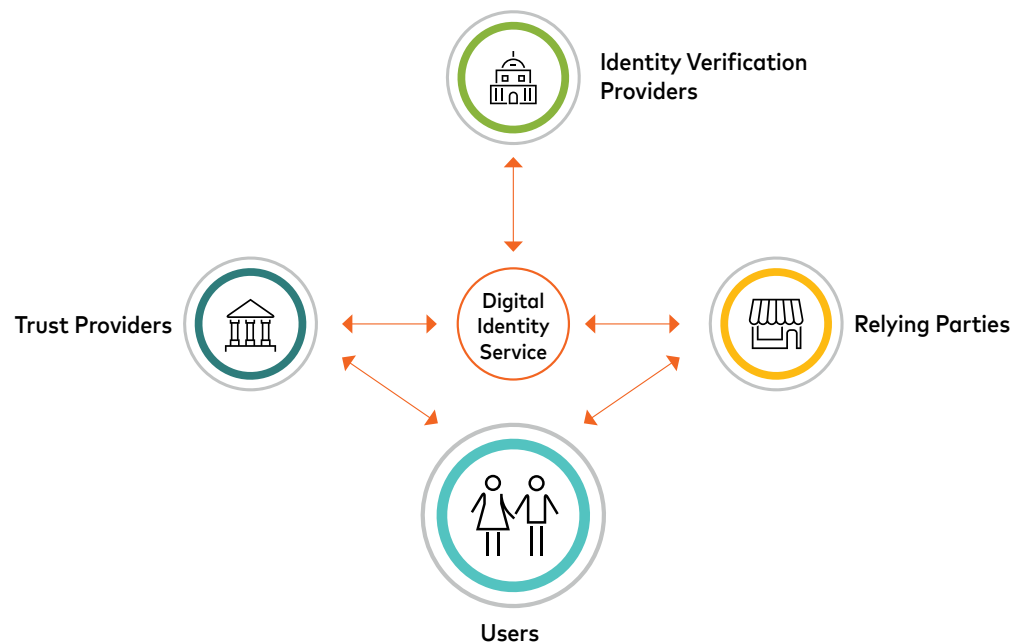 Identity Verification
Providers
Trust Providers
Digital
Identity
Service
Relying Parties
Users